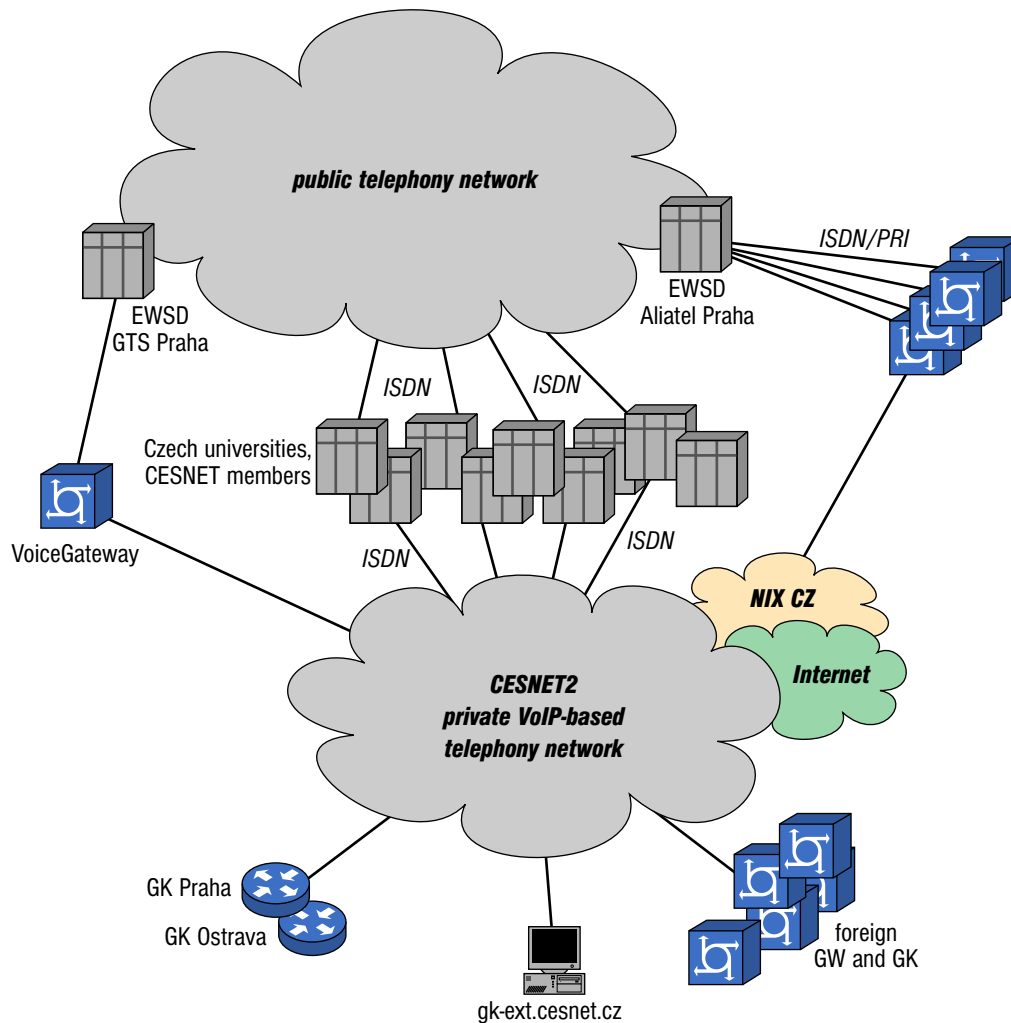 public telephony network
ISDN/PRI
EWSD
GTS Praha
EWSD
Aliatel Praha
ISDN
ISDN
Czech universities,
CESNET members
VoiceGateway
ISDN
ISDN
NIX CZ
Internet
CESNET2
private VoIP-based
telephony network
GK Praha
GK Ostrava
foreign
GW and GK
gk-ext.cesnet.cz